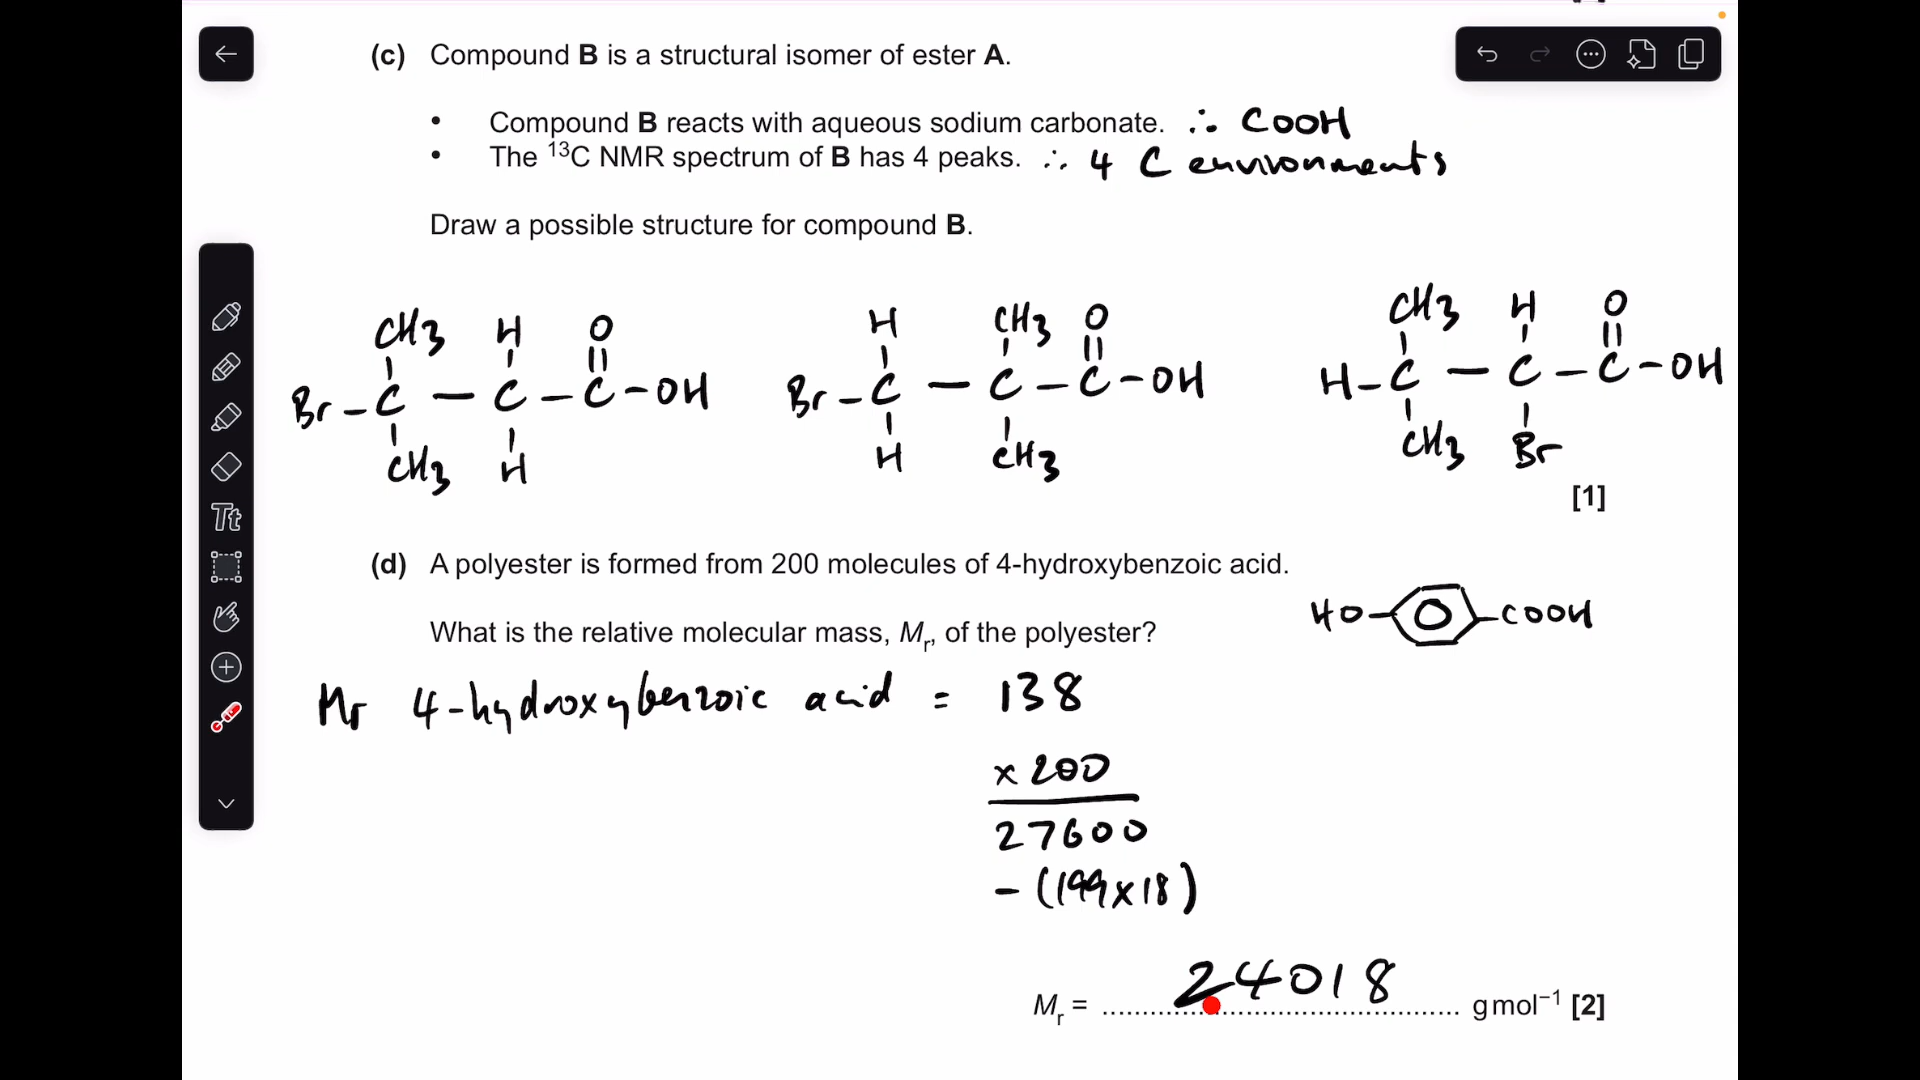 (c) Compound B is a structural isomer of ester A.
• Compound B reacts with aqueous sodium carbonate. ∴ COOH
• The ¹³C NMR spectrum of B has 4 peaks. ∴ 4 C environments
Draw a possible structure for compound B.
CH3 H O
Br – C — C – C – OH
CH3 H
H CH3 O
Br – C — C – C – OH
H CH3
CH3 H O
H – C — C – C – OH
CH3 Br
[1]
(d) A polyester is formed from 200 molecules of 4-hydroxybenzoic acid.
HO COOH
What is the relative molecular mass, Mr, of the polyester?
Mr 4-hydroxybenzoic acid = 138
x 200
27600
- (199x18)
Mr = 24018 g mol⁻¹ [2]
Tt